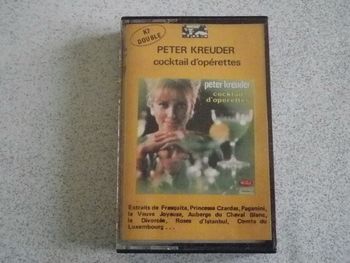 K7
DOUBLE
PETER KREUDER
cocktail d'opérettes
peter kreuder
cocktail
d'opérettes
Extraits de Frasquita, Princesse Czardas, Paganini,
la Veuve Joyeuse, Auberge du Cheval Blanc,
la Divorcée, Roses d'Istanbul, Comte du
Luxembourg . . .